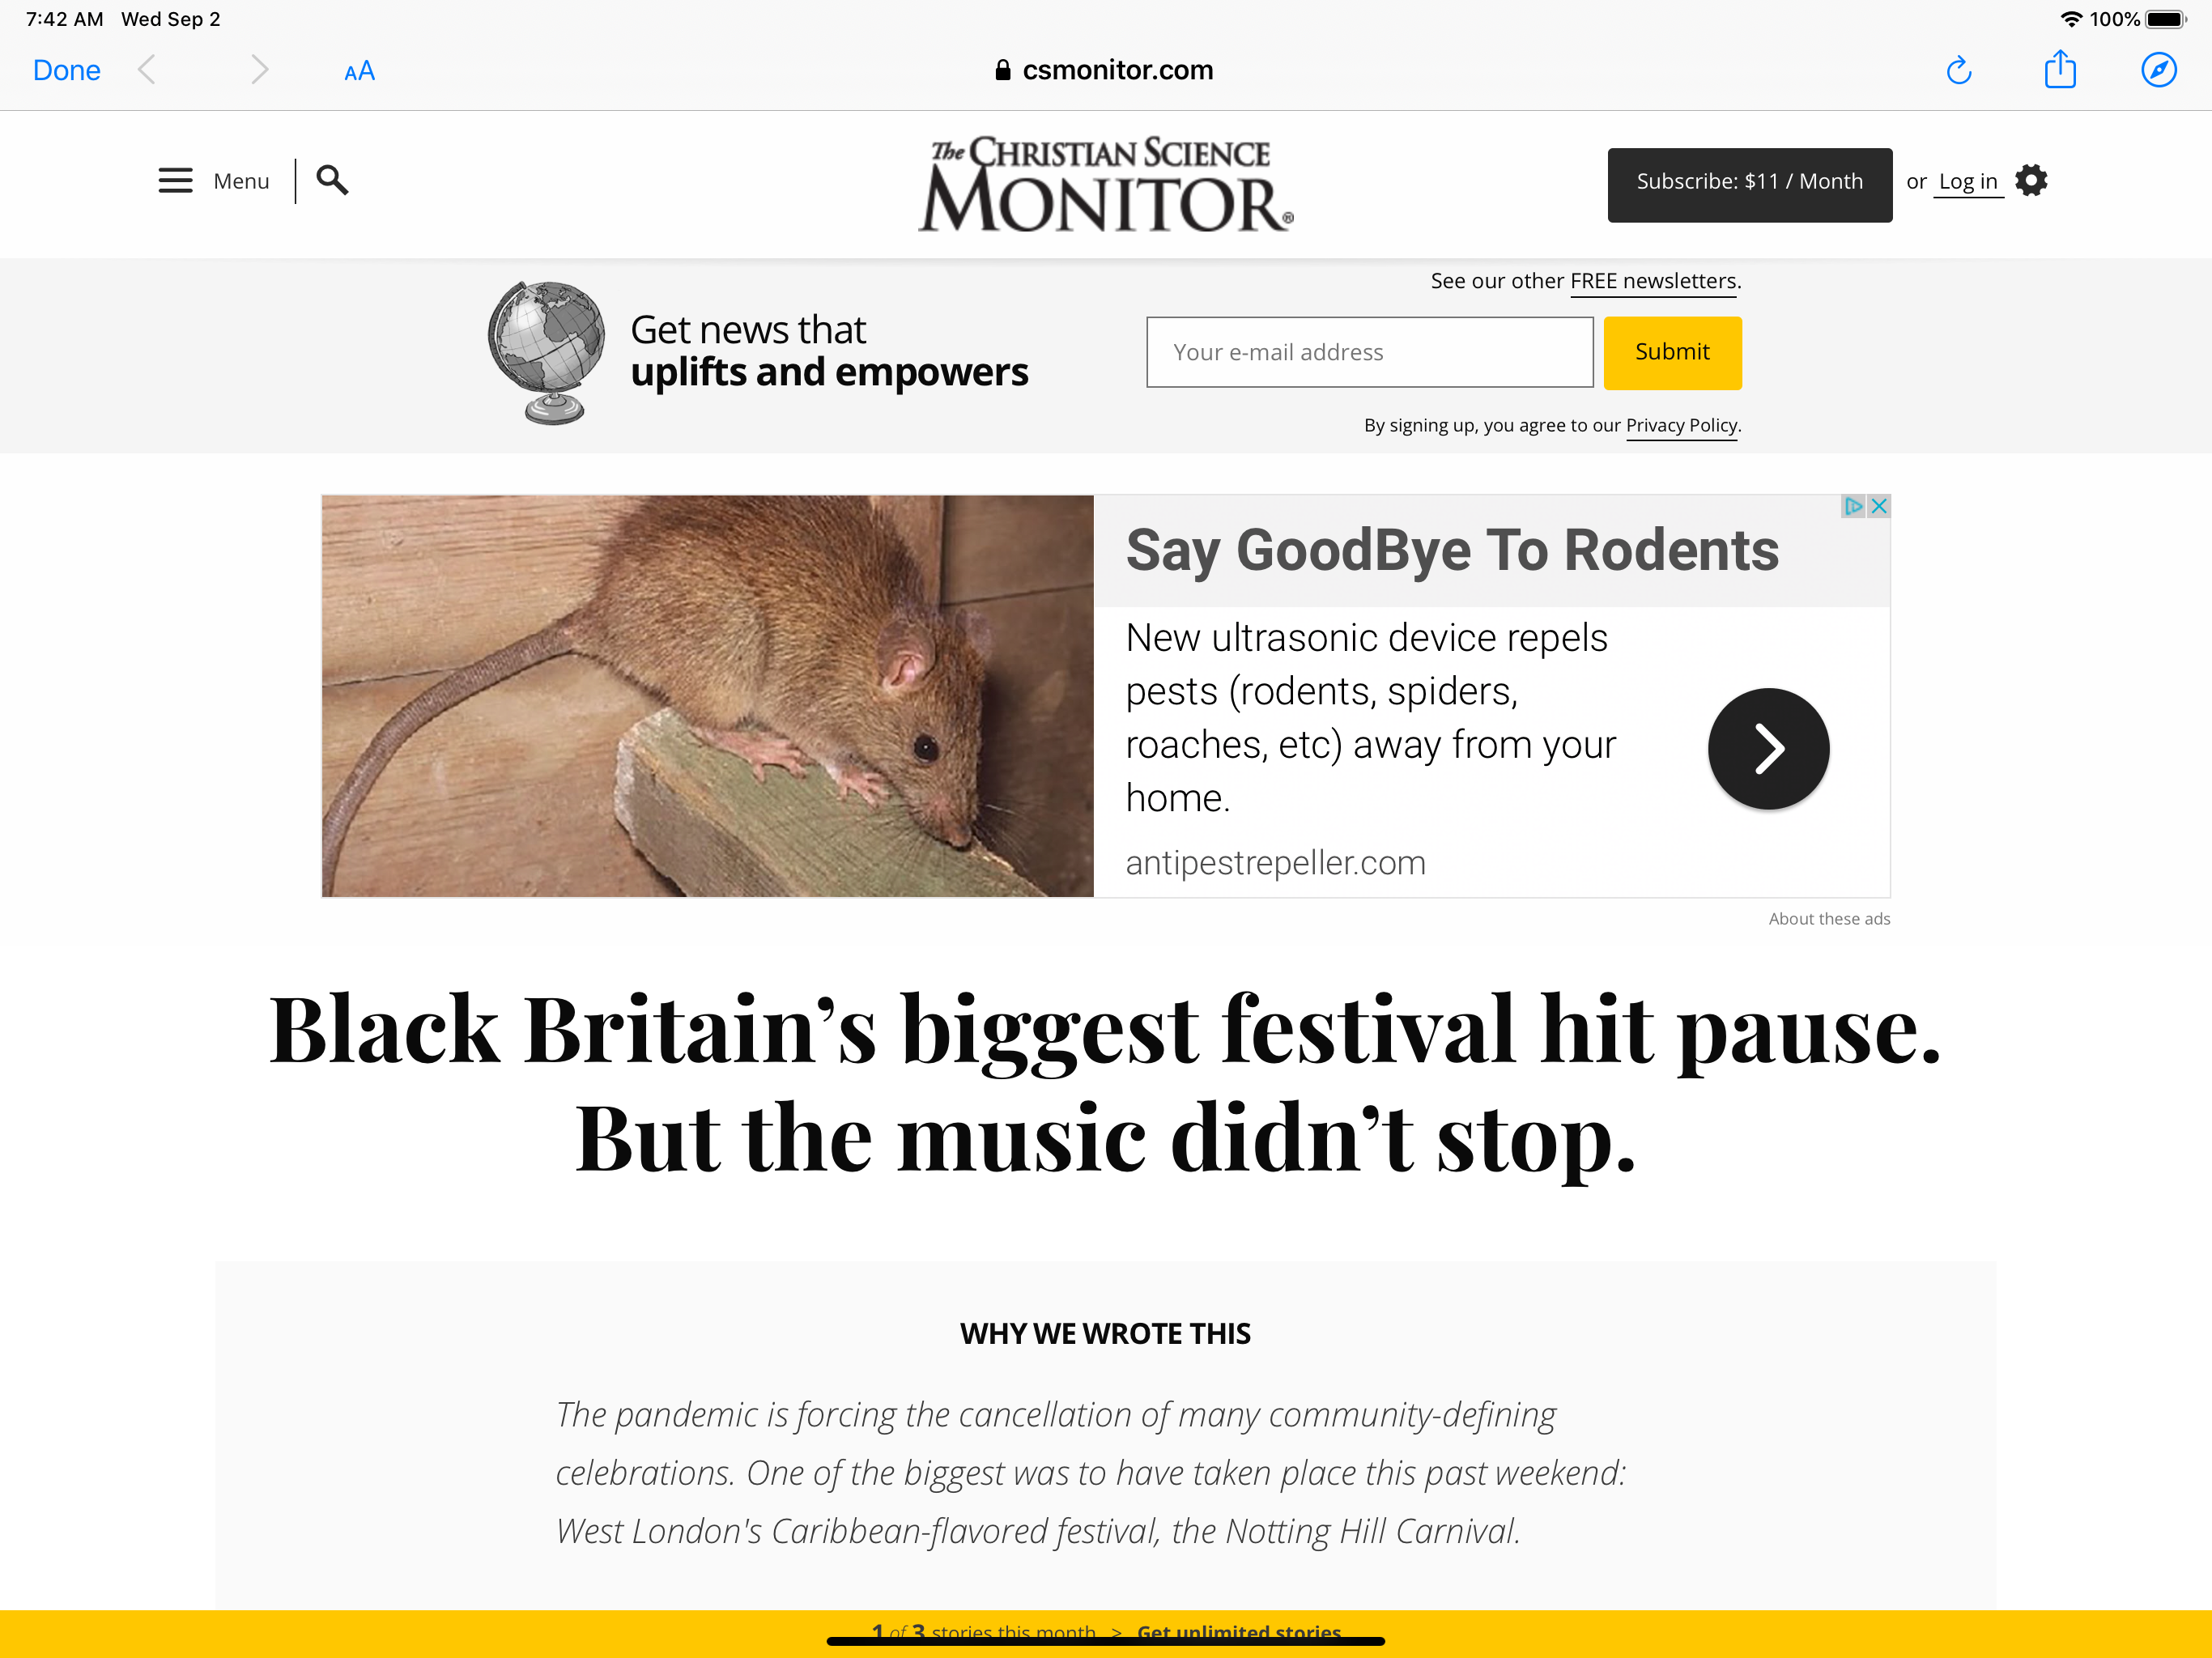 7:42 AM Wed Sep 2
100%
Done
AA
csmonitor.com
Menu
The CHRISTIAN SCIENCE
MONITOR®
Subscribe: $11 / Month
or Log in
See our other FREE newsletters.
Get news that
uplifts and empowers
Your e-mail address
Submit
By signing up, you agree to our Privacy Policy.
Say GoodBye To Rodents
New ultrasonic device repels
pests (rodents, spiders,
roaches, etc) away from your
home.
antipestrepeller.com
About these ads
Black Britain’s biggest festival hit pause.
But the music didn’t stop.
WHY WE WROTE THIS
The pandemic is forcing the cancellation of many community-defining
celebrations. One of the biggest was to have taken place this past weekend:
West London's Caribbean-flavored festival, the Notting Hill Carnival.
1 of 3 stories this month > Get unlimited stories